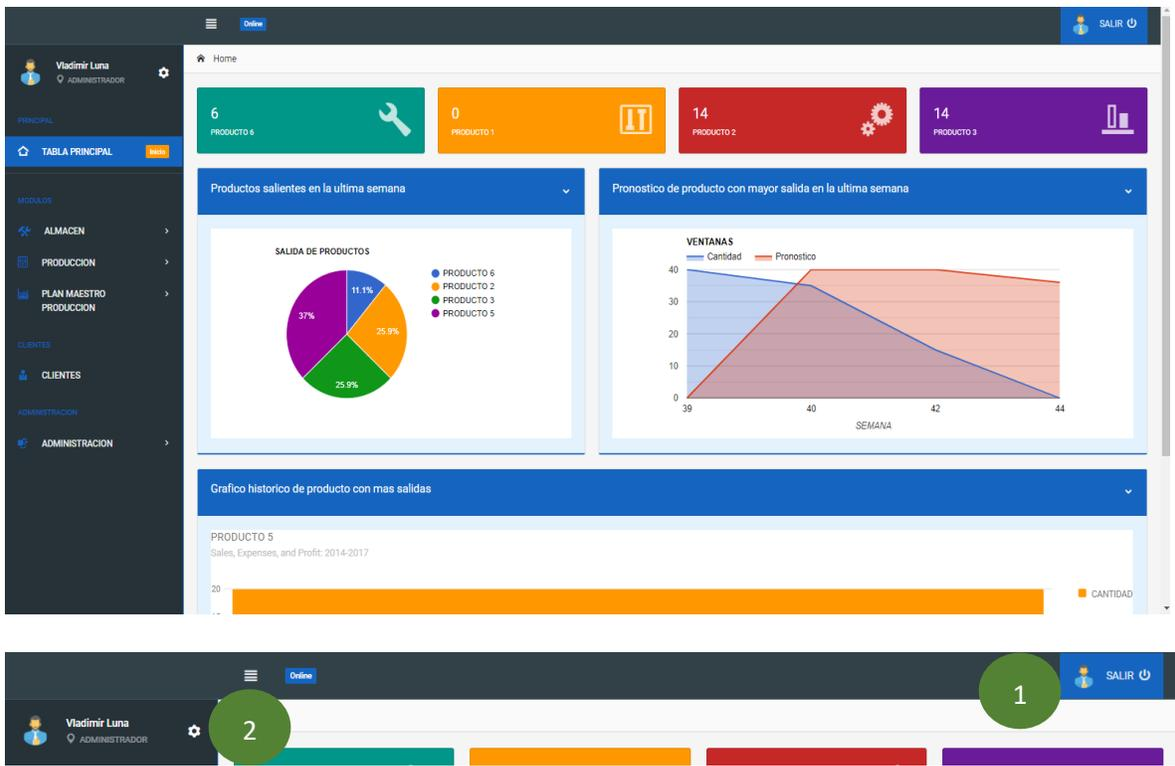 Online
SALIR
Vladimir Luna
ADMINISTRADOR
Home
PRINCIPAL
TABLA PRINCIPAL Inicio
MODULOS
ALMACEN
PRODUCCION
PLAN MAESTRO
PRODUCCION
CLIENTES
CLIENTES
ADMINISTRACION
ADMINISTRACION
6
PRODUCTO 6
0
PRODUCTO 1
14
PRODUCTO 2
14
PRODUCTO 3
Productos salientes en la ultima semana
SALIDA DE PRODUCTOS
11.1%
25.9%
25.9%
37%
PRODUCTO 6
PRODUCTO 2
PRODUCTO 3
PRODUCTO 5
Pronostico de producto con mayor salida en la ultima semana
VENTANAS
Cantidad Pronostico
40
30
20
10
0
39 40 42 44
SEMANA
Grafico historico de producto con mas salidas
PRODUCTO 5
Sales, Expenses, and Profit: 2014-2017
20
CANTIDAD
Online
1
SALIR
Vladimir Luna
ADMINISTRADOR
2